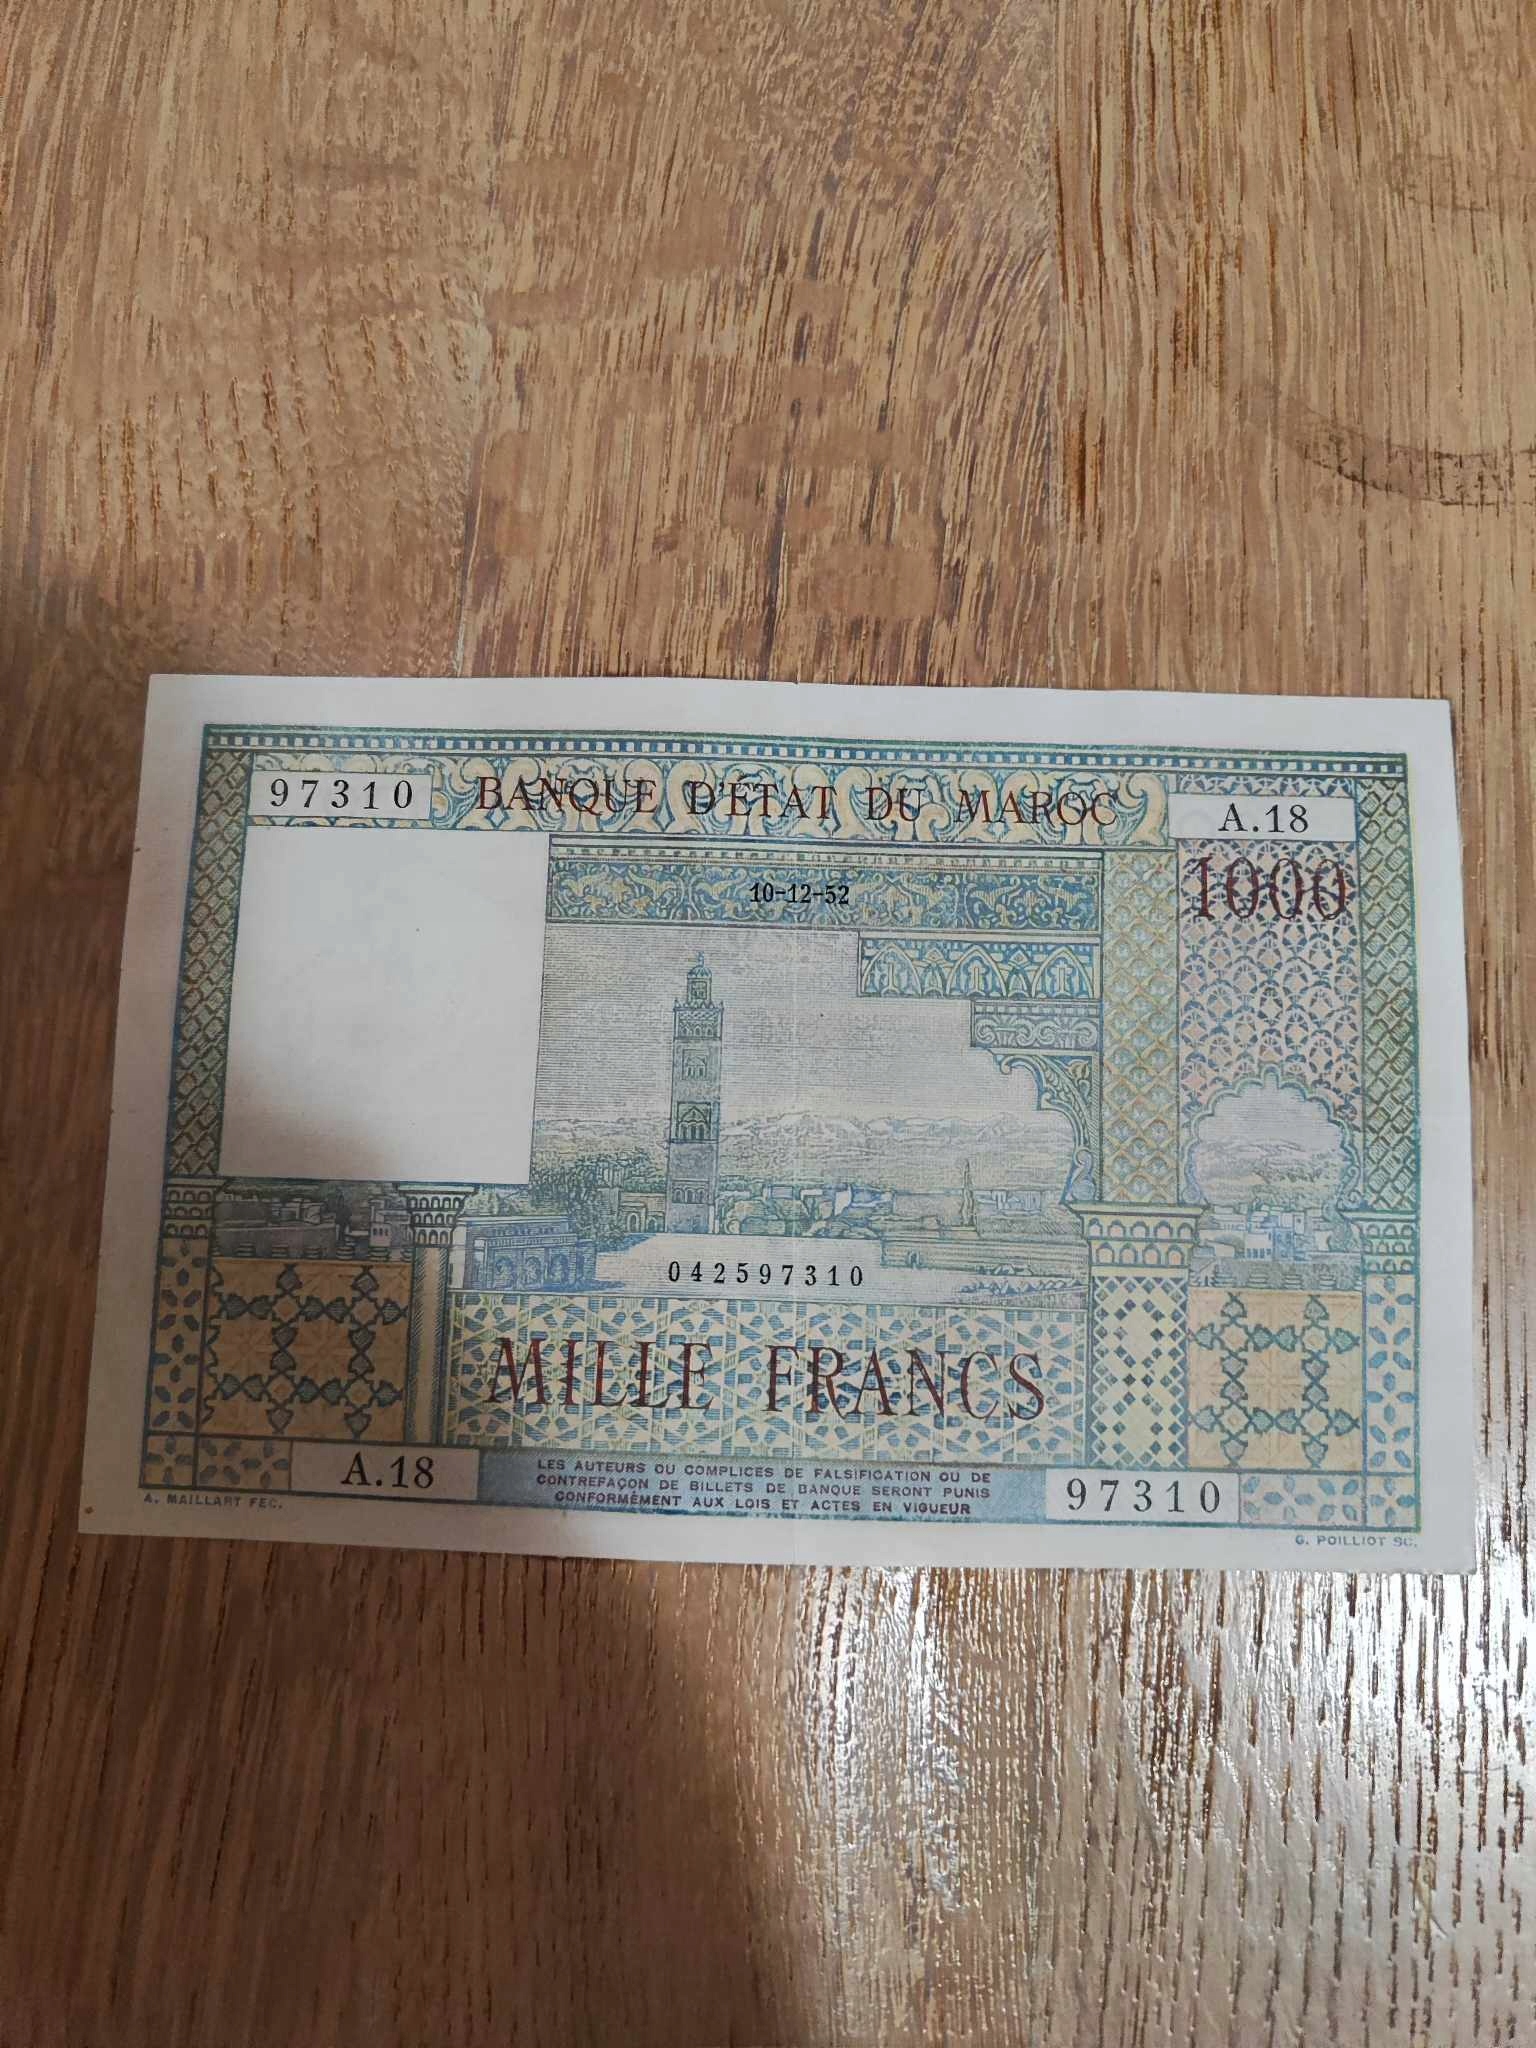 97310
BANQUE D'ÉTAT DU MAROC
A.18
1000
10-12-52
042597310
MILLE FRANCS
A.18
LES AUTEURS OU COMPLICES DE FALSIFICATION OU DE
CONTREFAÇON DE BILLETS DE BANQUE SERONT PUNIS
CONFORMÉMENT AUX LOIS ET ACTES EN VIGUEUR
97310
A. MAILLART FEC.
G. POILLIOT SC.